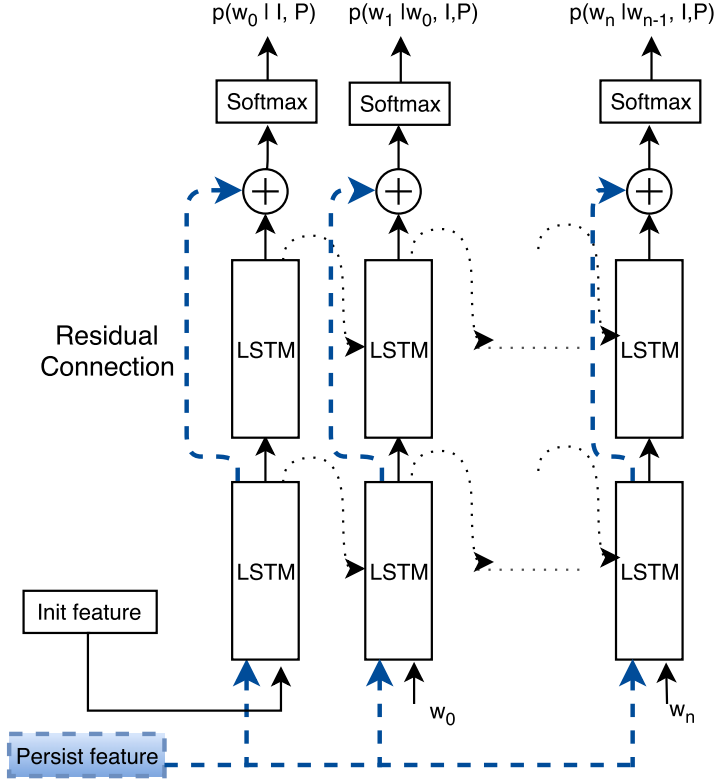 p(w₀ | I, P) p(w₁ |w₀, I,P) p(wₙ |wₙ₋₁, I,P)
Softmax Softmax Softmax
Residual
Connection
LSTM LSTM LSTM
LSTM LSTM LSTM
Init feature
w₀ wₙ
Persist feature